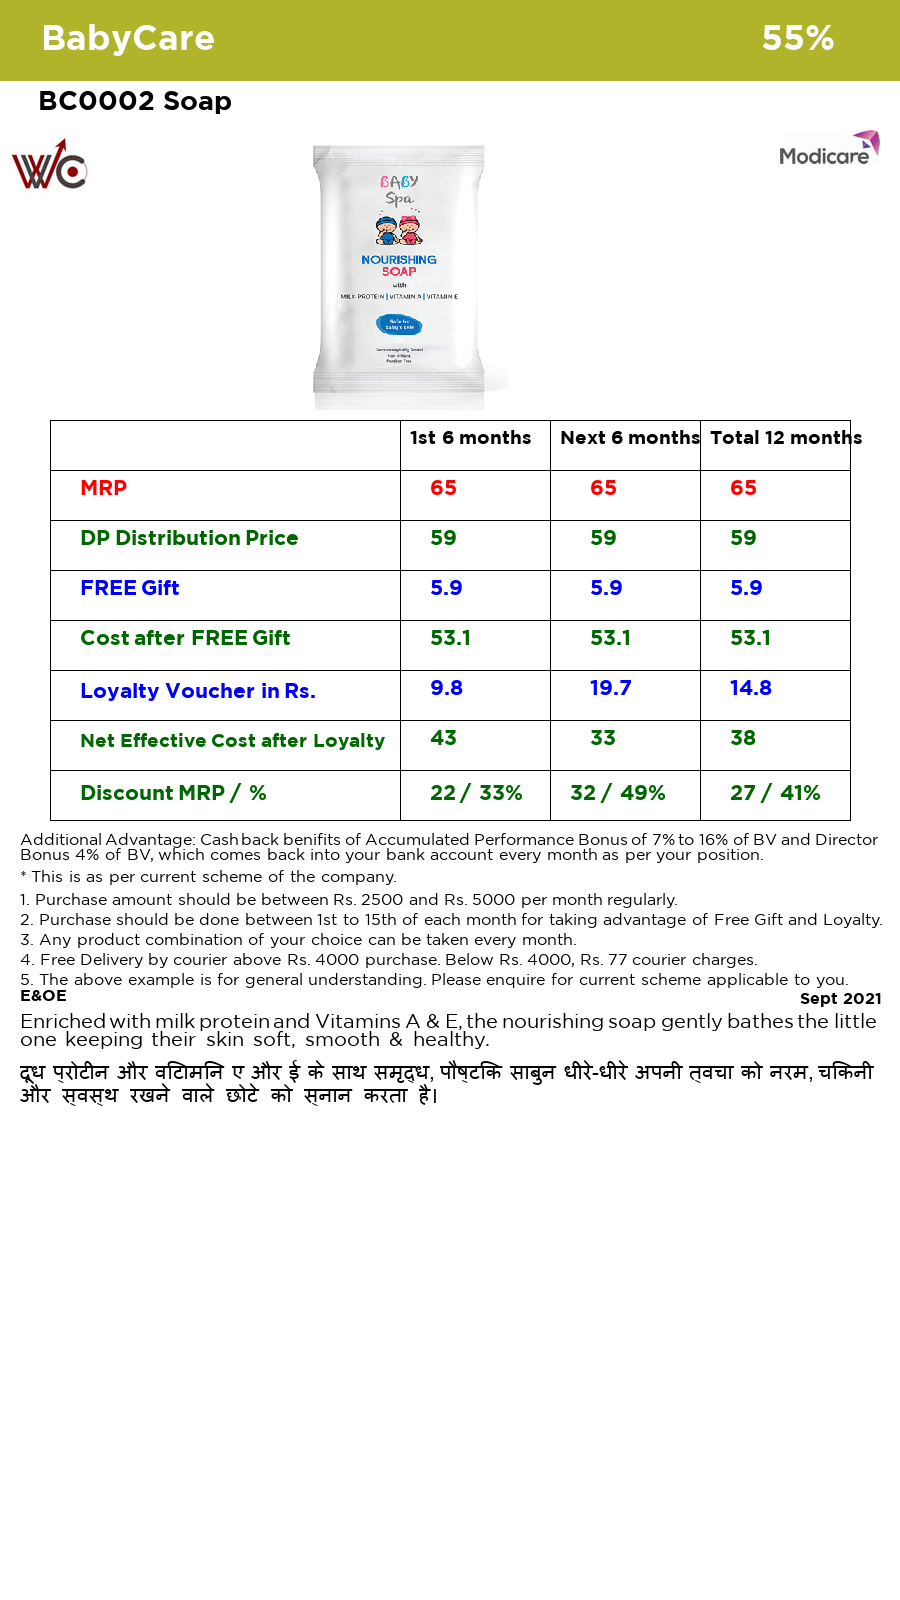 BabyCare 55%
BC0002 Soap
WC
Modicare
BABY
Spa
NOURISHING
SOAP
with
MILK PROTEIN | VITAMIN A | VITAMIN E
Safe for
baby's skin
Dermatologically Tested
Non Irritant
Paraben Free
1st 6 months Next 6 months Total 12 months
MRP 65 65 65
DP Distribution Price 59 59 59
FREE Gift 5.9 5.9 5.9
Cost after FREE Gift 53.1 53.1 53.1
Loyalty Voucher in Rs. 9.8 19.7 14.8
Net Effective Cost after Loyalty 43 33 38
Discount MRP / % 22 / 33% 32 / 49% 27 / 41%
Additional Advantage: Cash back benifits of Accumulated Performance Bonus of 7% to 16% of BV and Director
Bonus 4% of BV, which comes back into your bank account every month as per your position.
* This is as per current scheme of the company.
1. Purchase amount should be between Rs. 2500 and Rs. 5000 per month regularly.
2. Purchase should be done between 1st to 15th of each month for taking advantage of Free Gift and Loyalty.
3. Any product combination of your choice can be taken every month.
4. Free Delivery by courier above Rs. 4000 purchase. Below Rs. 4000, Rs. 77 courier charges.
5. The above example is for general understanding. Please enquire for current scheme applicable to you.
E&OE
Sept 2021
Enriched with milk protein and Vitamins A & E, the nourishing soap gently bathes the little
one keeping their skin soft, smooth & healthy.
दूध प्रोटीन और विटामिन ए और ई के साथ समृद्ध, पौष्टिक साबुन धीरे-धीरे अपनी त्वचा को नरम, चिकनी
और स्वस्थ रखने वाले छोटे को स्नान करता है।